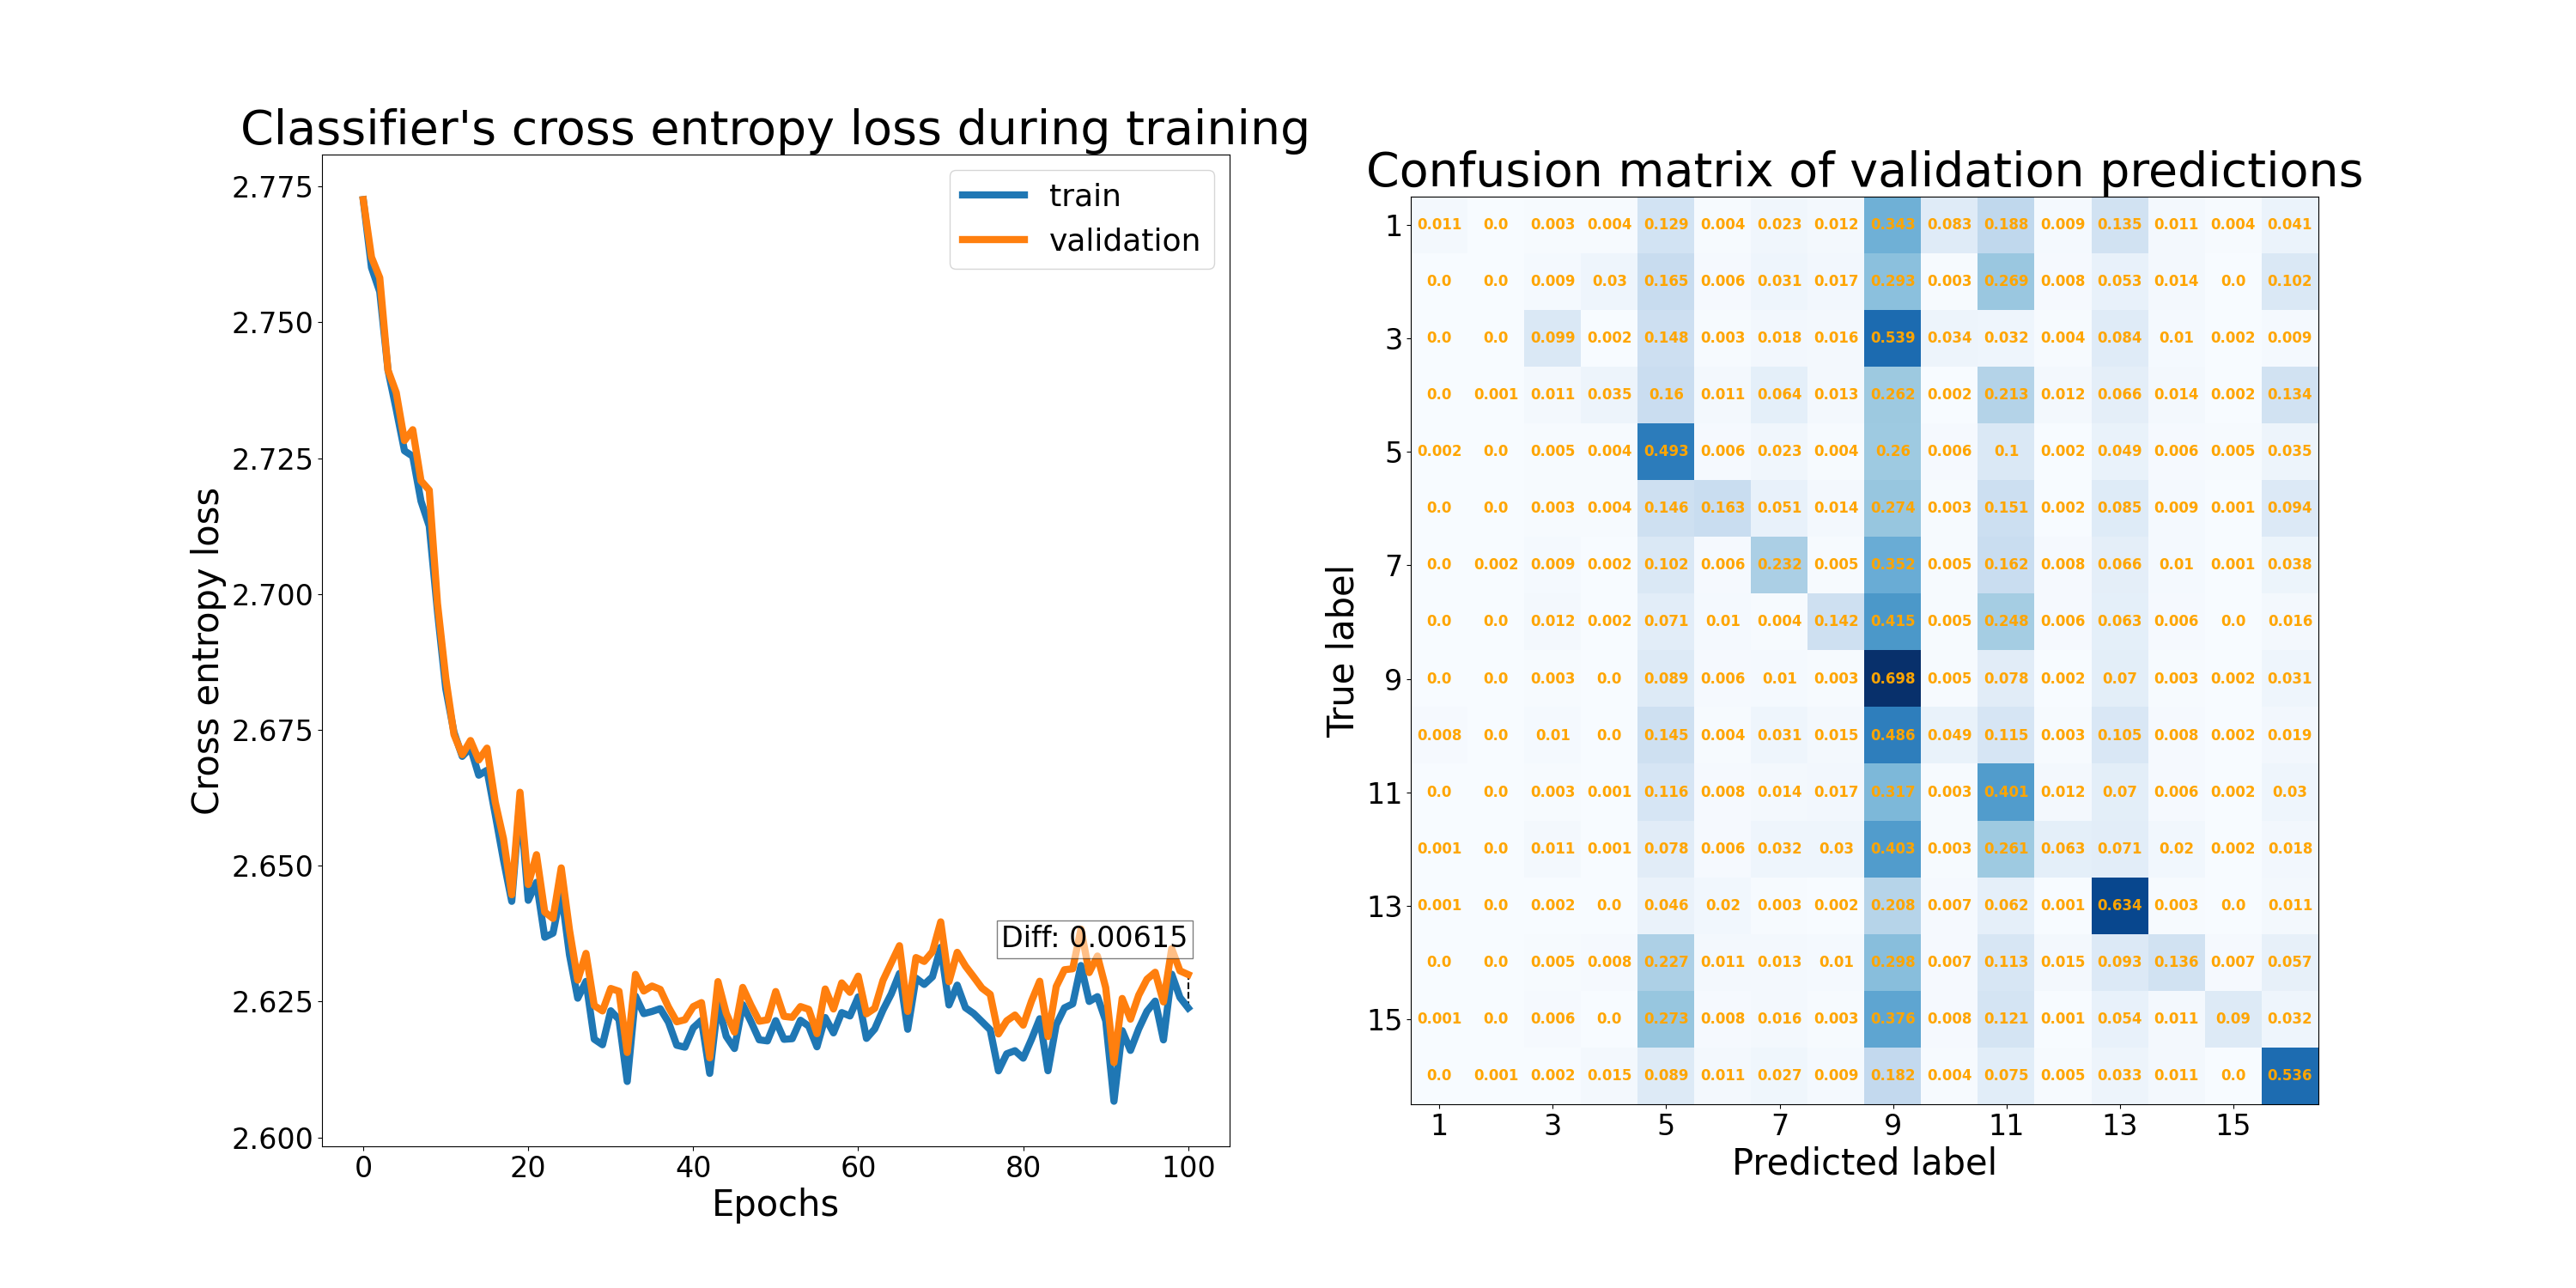 Classifier's cross entropy loss during training
2.775
2.750
2.725
2.700
2.675
2.650
2.625
2.600
Cross entropy loss
train
validation
Diff: 0.00615
0 20 40 60 80 100
Epochs
Confusion matrix of validation predictions
True label
1 0.011 0.0 0.003 0.004 0.129 0.004 0.023 0.012 0.343 0.083 0.188 0.009 0.135 0.011 0.004 0.041
0.0 0.0 0.009 0.03 0.165 0.006 0.031 0.017 0.293 0.003 0.269 0.008 0.053 0.014 0.0 0.102
3 0.0 0.0 0.099 0.002 0.148 0.003 0.018 0.016 0.539 0.034 0.032 0.004 0.084 0.01 0.002 0.009
0.0 0.001 0.011 0.035 0.16 0.011 0.064 0.013 0.262 0.002 0.213 0.012 0.066 0.014 0.002 0.134
5 0.002 0.0 0.005 0.004 0.493 0.006 0.023 0.004 0.26 0.006 0.1 0.002 0.049 0.006 0.005 0.035
0.0 0.0 0.003 0.004 0.146 0.163 0.051 0.014 0.274 0.003 0.151 0.002 0.085 0.009 0.001 0.094
7 0.0 0.002 0.009 0.002 0.102 0.006 0.232 0.005 0.352 0.005 0.162 0.008 0.066 0.01 0.001 0.038
0.0 0.0 0.012 0.002 0.071 0.01 0.004 0.142 0.415 0.005 0.248 0.006 0.063 0.006 0.0 0.016
9 0.0 0.0 0.003 0.0 0.089 0.006 0.01 0.003 0.698 0.005 0.078 0.002 0.07 0.003 0.002 0.031
0.008 0.0 0.01 0.0 0.145 0.004 0.031 0.015 0.486 0.049 0.115 0.003 0.105 0.008 0.002 0.019
11 0.0 0.0 0.003 0.001 0.116 0.008 0.014 0.017 0.317 0.003 0.401 0.012 0.07 0.006 0.002 0.03
0.001 0.0 0.011 0.001 0.078 0.006 0.032 0.03 0.403 0.003 0.261 0.063 0.071 0.02 0.002 0.018
13 0.001 0.0 0.002 0.0 0.046 0.02 0.003 0.002 0.208 0.007 0.062 0.001 0.634 0.003 0.0 0.011
0.0 0.0 0.005 0.008 0.227 0.011 0.013 0.01 0.298 0.007 0.113 0.015 0.093 0.136 0.007 0.057
15 0.001 0.0 0.006 0.0 0.273 0.008 0.016 0.003 0.376 0.008 0.121 0.001 0.054 0.011 0.09 0.032
0.0 0.001 0.002 0.015 0.089 0.011 0.027 0.009 0.182 0.004 0.075 0.005 0.033 0.011 0.0 0.536
1 3 5 7 9 11 13 15
Predicted label